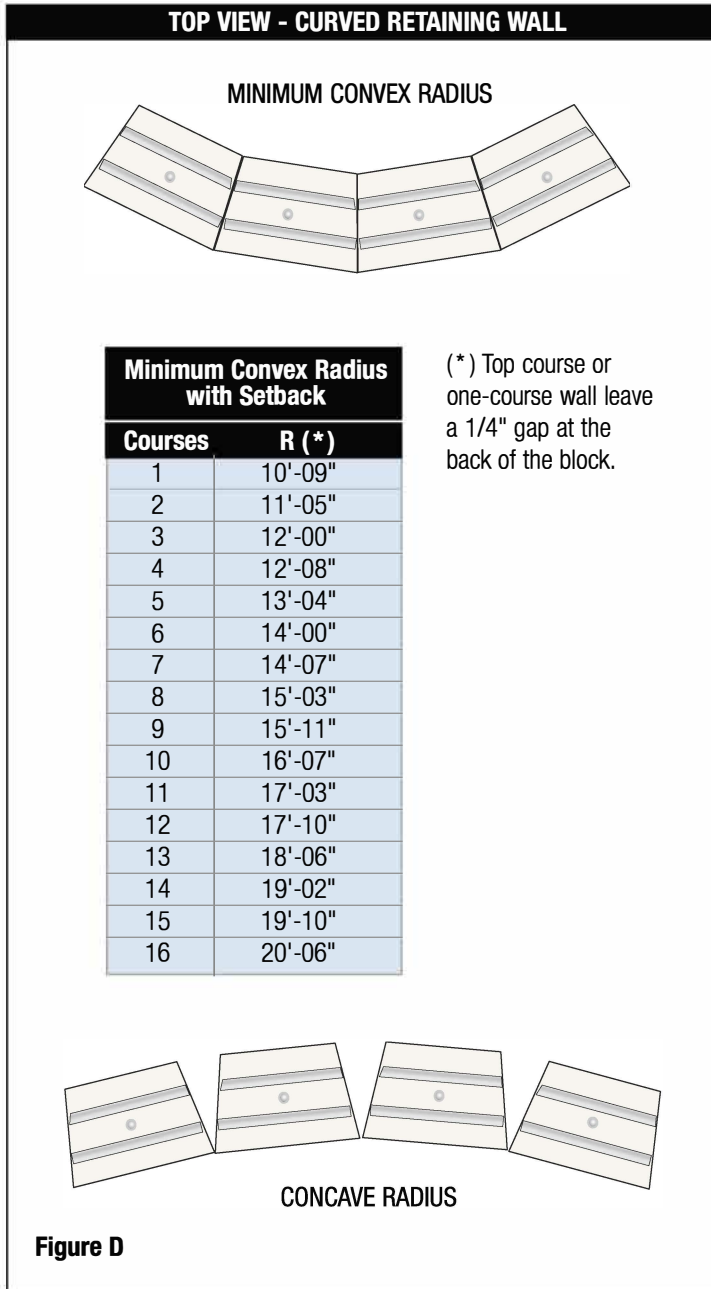 TOP VIEW - CURVED RETAINING WALL
MINIMUM CONVEX RADIUS
Minimum Convex Radius
with Setback
Courses R (*)
1 10'-09"
2 11'-05"
3 12'-00"
4 12'-08"
5 13'-04"
6 14'-00"
7 14'-07"
8 15'-03"
9 15'-11"
10 16'-07"
11 17'-03"
12 17'-10"
13 18'-06"
14 19'-02"
15 19'-10"
16 20'-06"
(*) Top course or
one-course wall leave
a 1/4" gap at the
back of the block.
CONCAVE RADIUS
Figure D